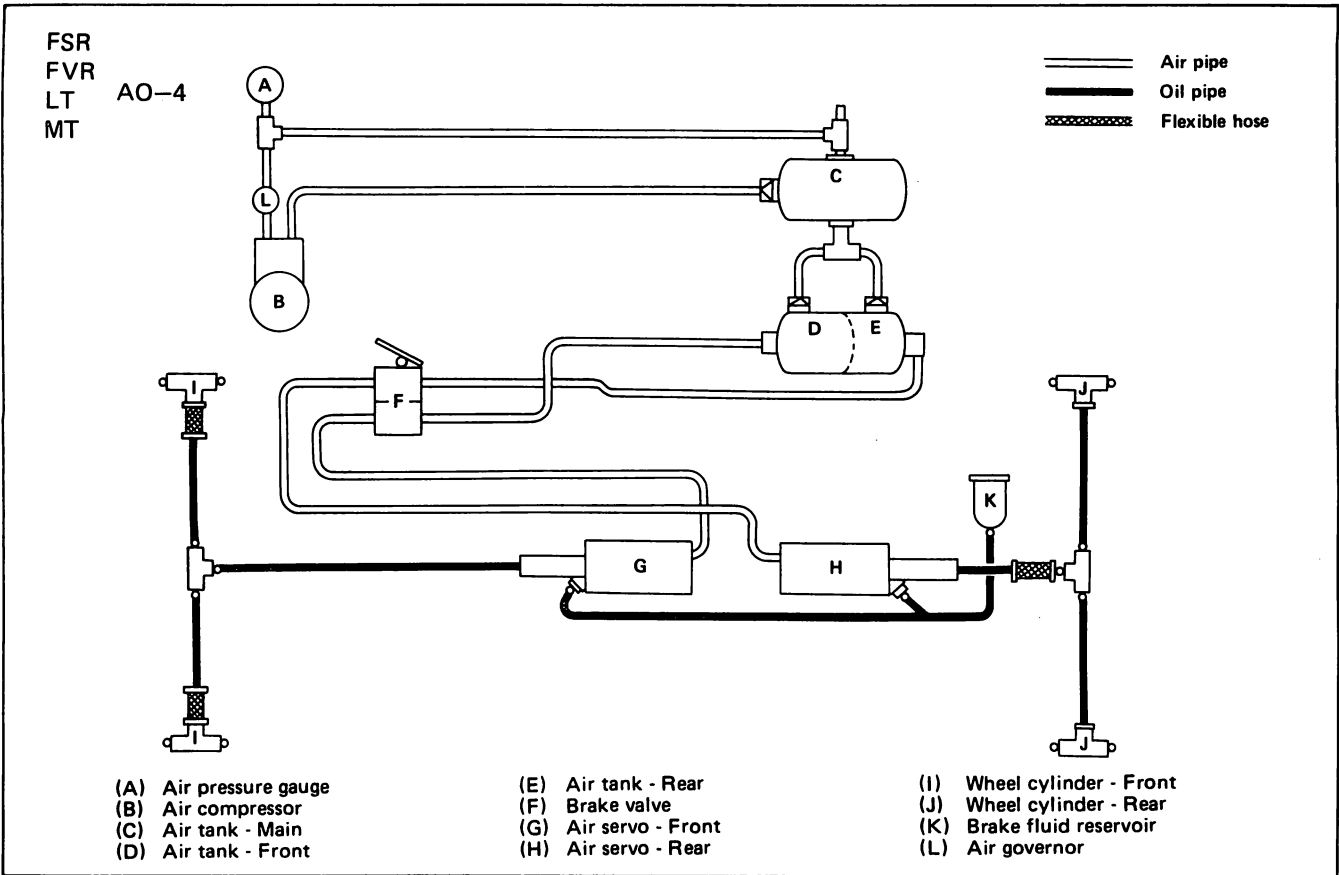 FSR
FVR
LT
MT
AO-4
Air pipe
Oil pipe
Flexible hose
A
L
B
C
D E
F
I
J
K
G
H
I
J
(A) Air pressure gauge
(B) Air compressor
(C) Air tank - Main
(D) Air tank - Front
(E) Air tank - Rear
(F) Brake valve
(G) Air servo - Front
(H) Air servo - Rear
(I) Wheel cylinder - Front
(J) Wheel cylinder - Rear
(K) Brake fluid reservoir
(L) Air governor